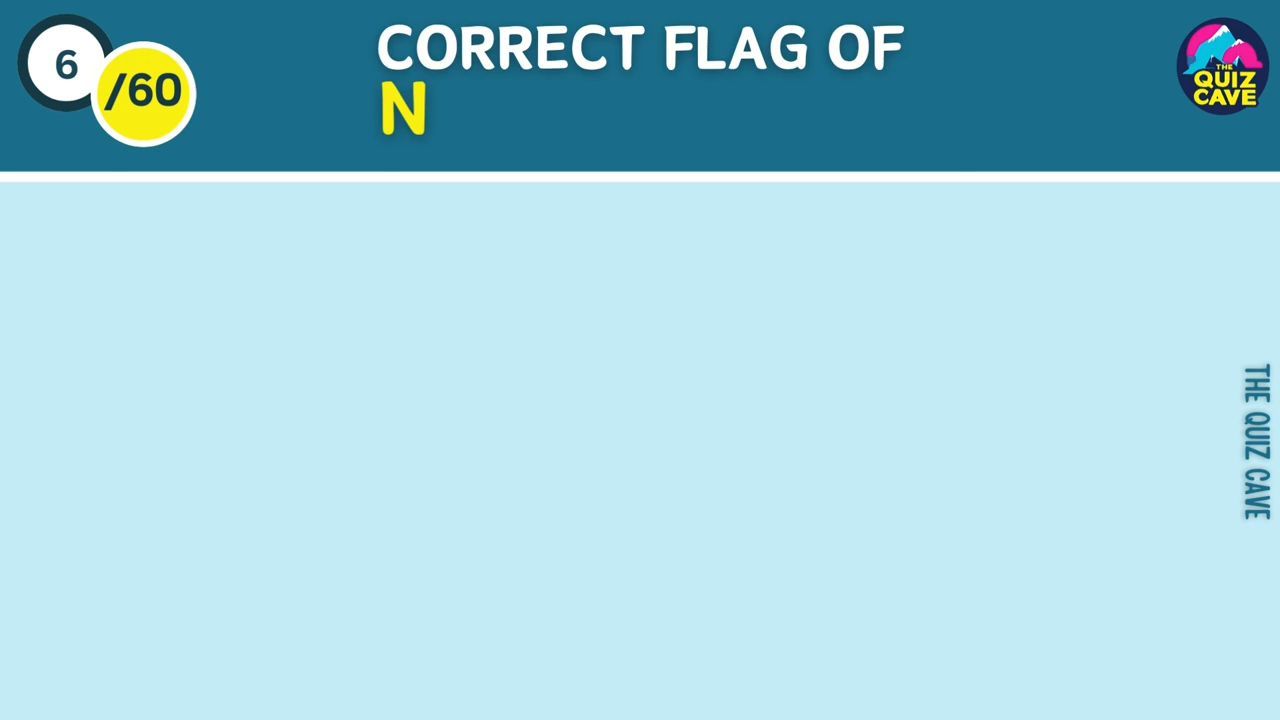 6
/60
CORRECT FLAG OF
N
THE
QUIZ
CAVE
THE QUIZ CAVE